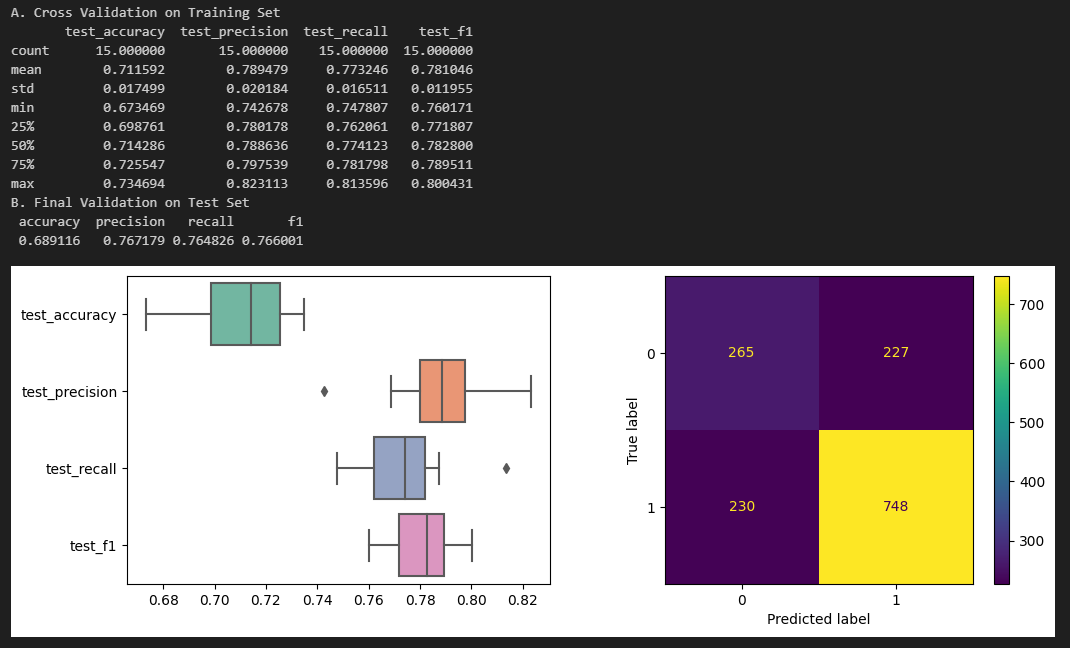 A. Cross Validation on Training Set
test_accuracy test_precision test_recall test_f1
count 15.000000 15.000000 15.000000 15.000000
mean 0.711592 0.789479 0.773246 0.781046
std 0.017499 0.020184 0.016511 0.011955
min 0.673469 0.742678 0.747807 0.760171
25% 0.698761 0.780178 0.762061 0.771807
50% 0.714286 0.788636 0.774123 0.782800
75% 0.725547 0.797539 0.781798 0.789511
max 0.734694 0.823113 0.813596 0.800431
B. Final Validation on Test Set
accuracy precision recall f1
0.689116 0.767179 0.764826 0.766001
test_accuracy
test_precision
test_recall
test_f1
0.68 0.70 0.72 0.74 0.76 0.78 0.80 0.82
True label
0
1
265 227
230 748
0 1
Predicted label
700
600
500
400
300